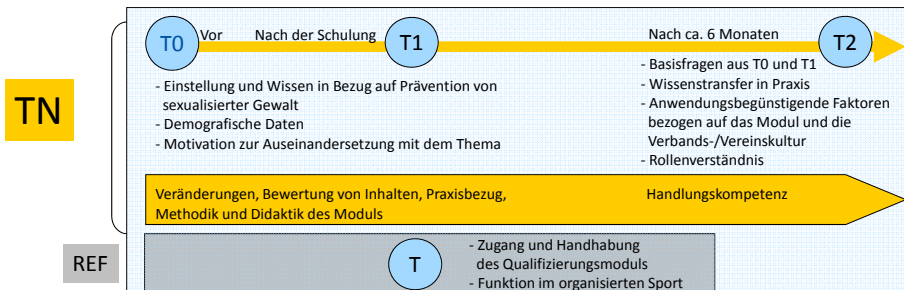 TN
T0
Vor
Nach der Schulung
T1
Nach ca. 6 Monaten
T2
- Einstellung und Wissen in Bezug auf Prävention von
sexualisierter Gewalt
- Demografische Daten
- Motivation zur Auseinandersetzung mit dem Thema
- Basisfragen aus T0 und T1
- Wissenstransfer in Praxis
- Anwendungsbegünstigende Faktoren
bezogen auf das Modul und die
Verbands-/Vereinskultur
- Rollenverständnis
Veränderungen, Bewertung von Inhalten, Praxisbezug,
Methodik und Didaktik des Moduls
Handlungskompetenz
REF
T
- Zugang und Handhabung
des Qualifizierungsmoduls
- Funktion im organisierten Sport